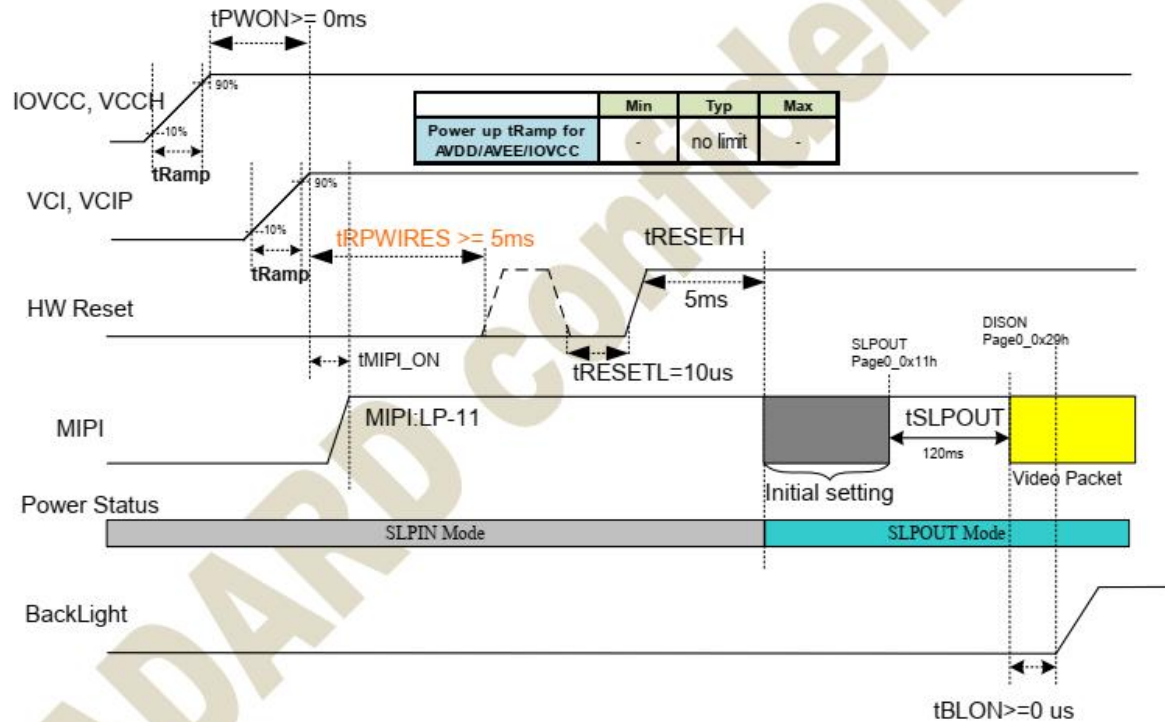 tPWON>= 0ms
90%
IOVCC, VCCH
10%
tRamp
Min Typ Max
Power up tRamp for AVDD/AVEE/IOVCC - no limit -
90%
VCI, VCIP
10%
tRamp
tRPWIRES >= 5ms
tRESETH
5ms
HW Reset
tMIPI_ON
tRESETL=10us
SLPOUT
Page0_0x11h
DISON
Page0_0x29h
MIPI
MIPI:LP-11
tSLPOUT
120ms
Initial setting
Video Packet
Power Status
SLPIN Mode
SLPOUT Mode
BackLight
tBLON>=0 us
ADARD confiden